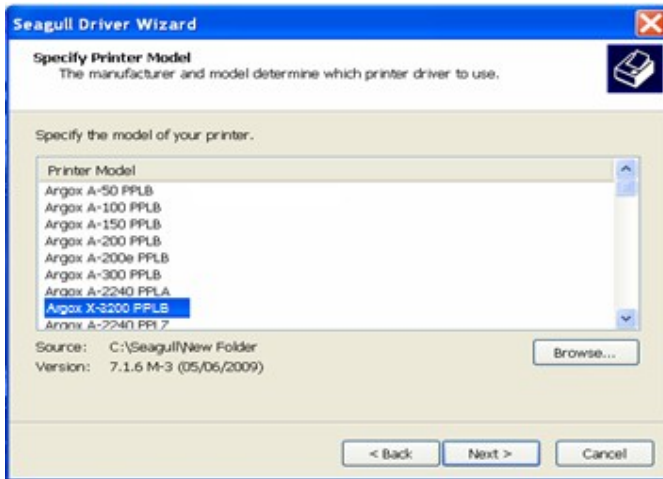 Seagull Driver Wizard
Specify Printer Model
The manufacturer and model determine which printer driver to use.
Specify the model of your printer.
Printer Model
Argox A-50 PPLB
Argox A-100 PPLB
Argox A-150 PPLB
Argox A-200 PPLB
Argox A-200e PPLB
Argox A-300 PPLB
Argox A-2240 PPLA
Argox X-3200 PPLB
Argox A-2240 PPLZ
Source: C:\Seagull\New Folder
Browse...
Version: 7.1.6 M-3 (05/06/2009)
< Back Next > Cancel